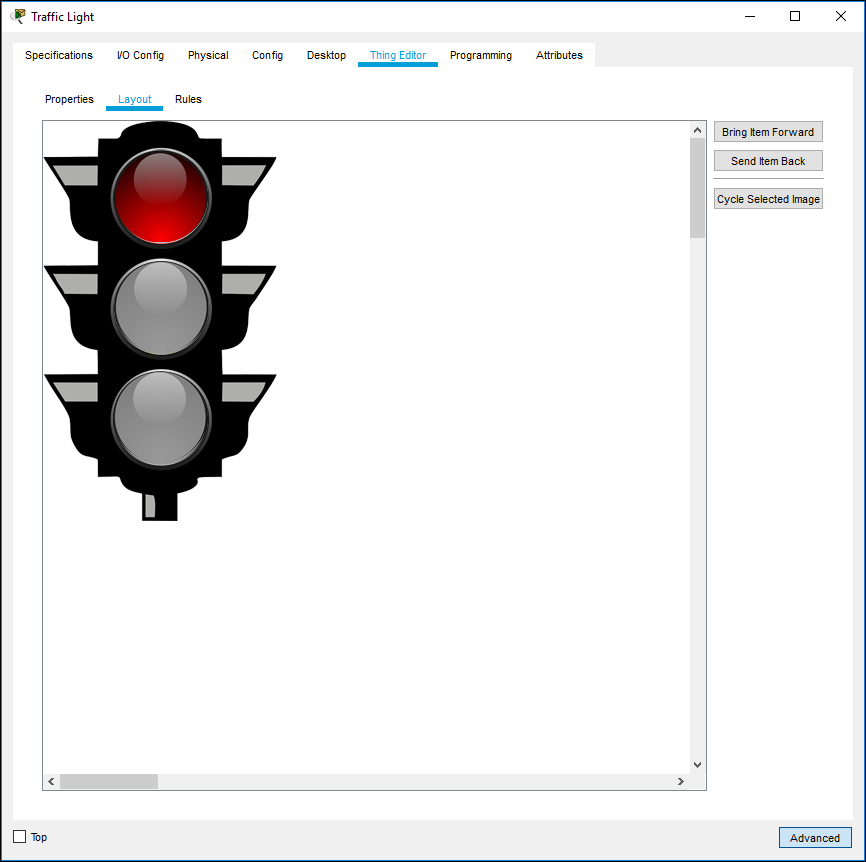 Traffic Light
Specifications I/O Config Physical Config Desktop Thing Editor Programming Attributes
Properties Layout Rules
Bring Item Forward
Send Item Back
Cycle Selected Image
Top
Advanced